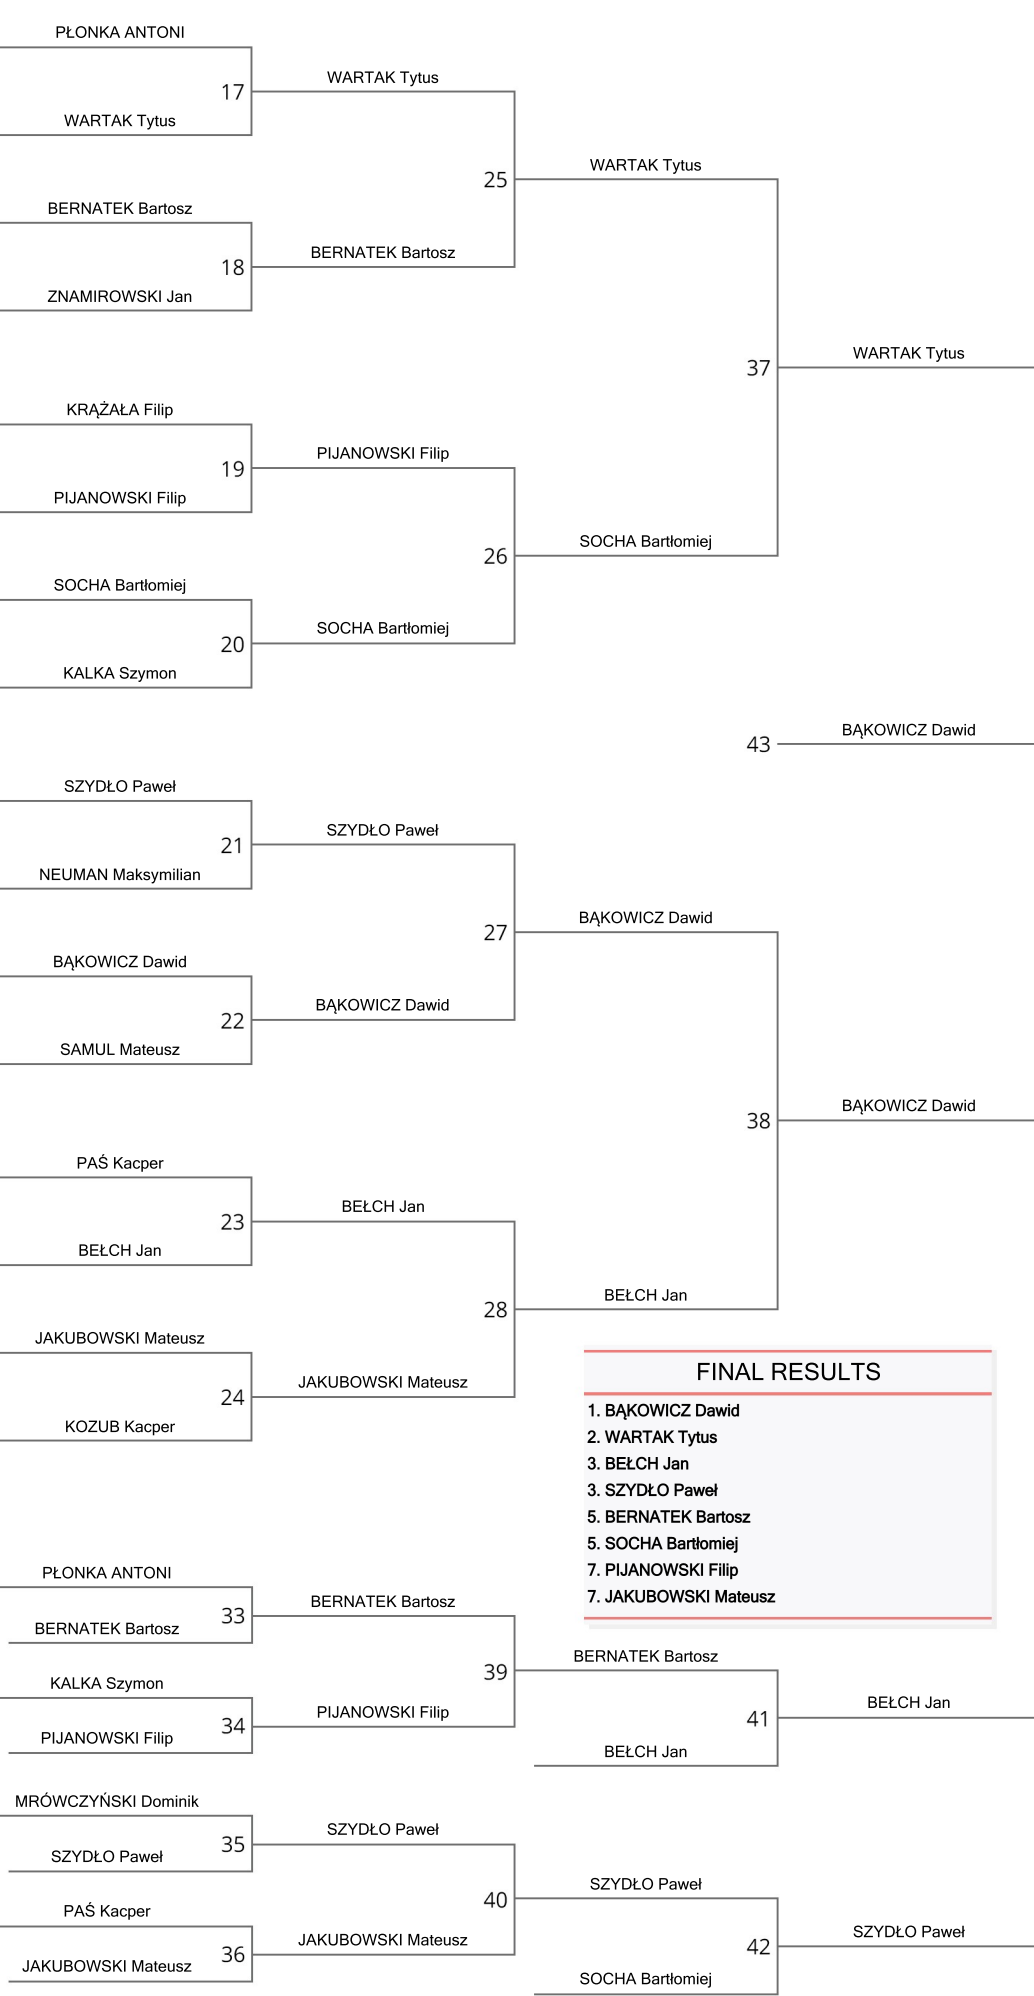 PŁONKA ANTONI
17
WARTAK Tytus
WARTAK Tytus
25
WARTAK Tytus
BERNATEK Bartosz
18
BERNATEK Bartosz
ZNAMIROWSKI Jan
37
WARTAK Tytus
KRĄŻAŁA Filip
19
PIJANOWSKI Filip
PIJANOWSKI Filip
26
SOCHA Bartłomiej
SOCHA Bartłomiej
20
SOCHA Bartłomiej
KALKA Szymon
43
BĄKOWICZ Dawid
SZYDŁO Paweł
21
SZYDŁO Paweł
NEUMAN Maksymilian
27
BĄKOWICZ Dawid
BĄKOWICZ Dawid
22
BĄKOWICZ Dawid
SAMUL Mateusz
38
BĄKOWICZ Dawid
PAŚ Kacper
23
BEŁCH Jan
BEŁCH Jan
28
BEŁCH Jan
JAKUBOWSKI Mateusz
24
JAKUBOWSKI Mateusz
KOZUB Kacper
FINAL RESULTS
1. BĄKOWICZ Dawid
2. WARTAK Tytus
3. BEŁCH Jan
3. SZYDŁO Paweł
5. BERNATEK Bartosz
5. SOCHA Bartłomiej
7. PIJANOWSKI Filip
7. JAKUBOWSKI Mateusz
PŁONKA ANTONI
33
BERNATEK Bartosz
BERNATEK Bartosz
39
BERNATEK Bartosz
KALKA Szymon
34
PIJANOWSKI Filip
PIJANOWSKI Filip
41
BEŁCH Jan
BEŁCH Jan
MRÓWCZYŃSKI Dominik
35
SZYDŁO Paweł
SZYDŁO Paweł
40
SZYDŁO Paweł
PAŚ Kacper
36
JAKUBOWSKI Mateusz
JAKUBOWSKI Mateusz
42
SZYDŁO Paweł
SOCHA Bartłomiej